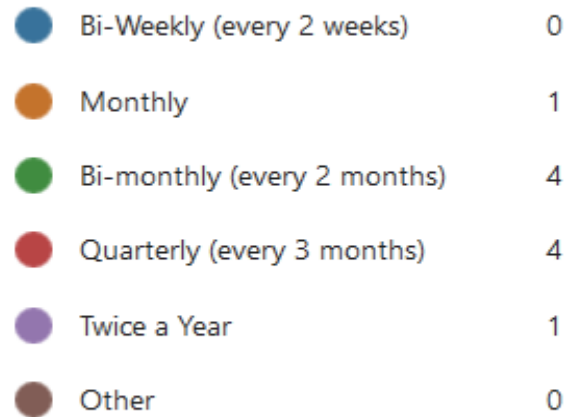 Bi-Weekly (every 2 weeks) 0
Monthly 1
Bi-monthly (every 2 months) 4
Quarterly (every 3 months) 4
Twice a Year 1
Other 0